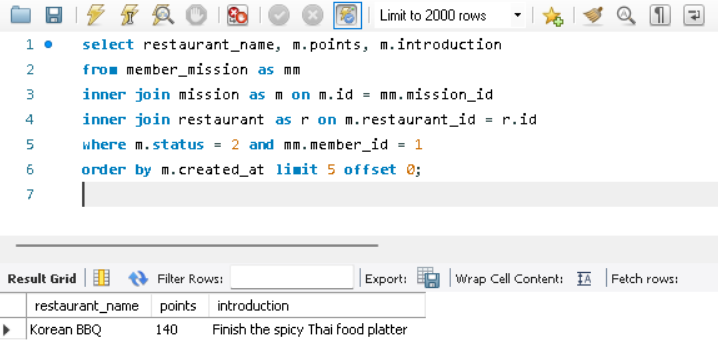 Limit to 2000 rows
1 select restaurant_name, m.points, m.introduction
2 from member_mission as mm
3 inner join mission as m on m.id = mm.mission_id
4 inner join restaurant as r on m.restaurant_id = r.id
5 where m.status = 2 and mm.member_id = 1
6 order by m.created_at limit 5 offset 0;
7
Result Grid Filter Rows: Export: Wrap Cell Content: IA Fetch rows:
restaurant_name points introduction
Korean BBQ 140 Finish the spicy Thai food platter